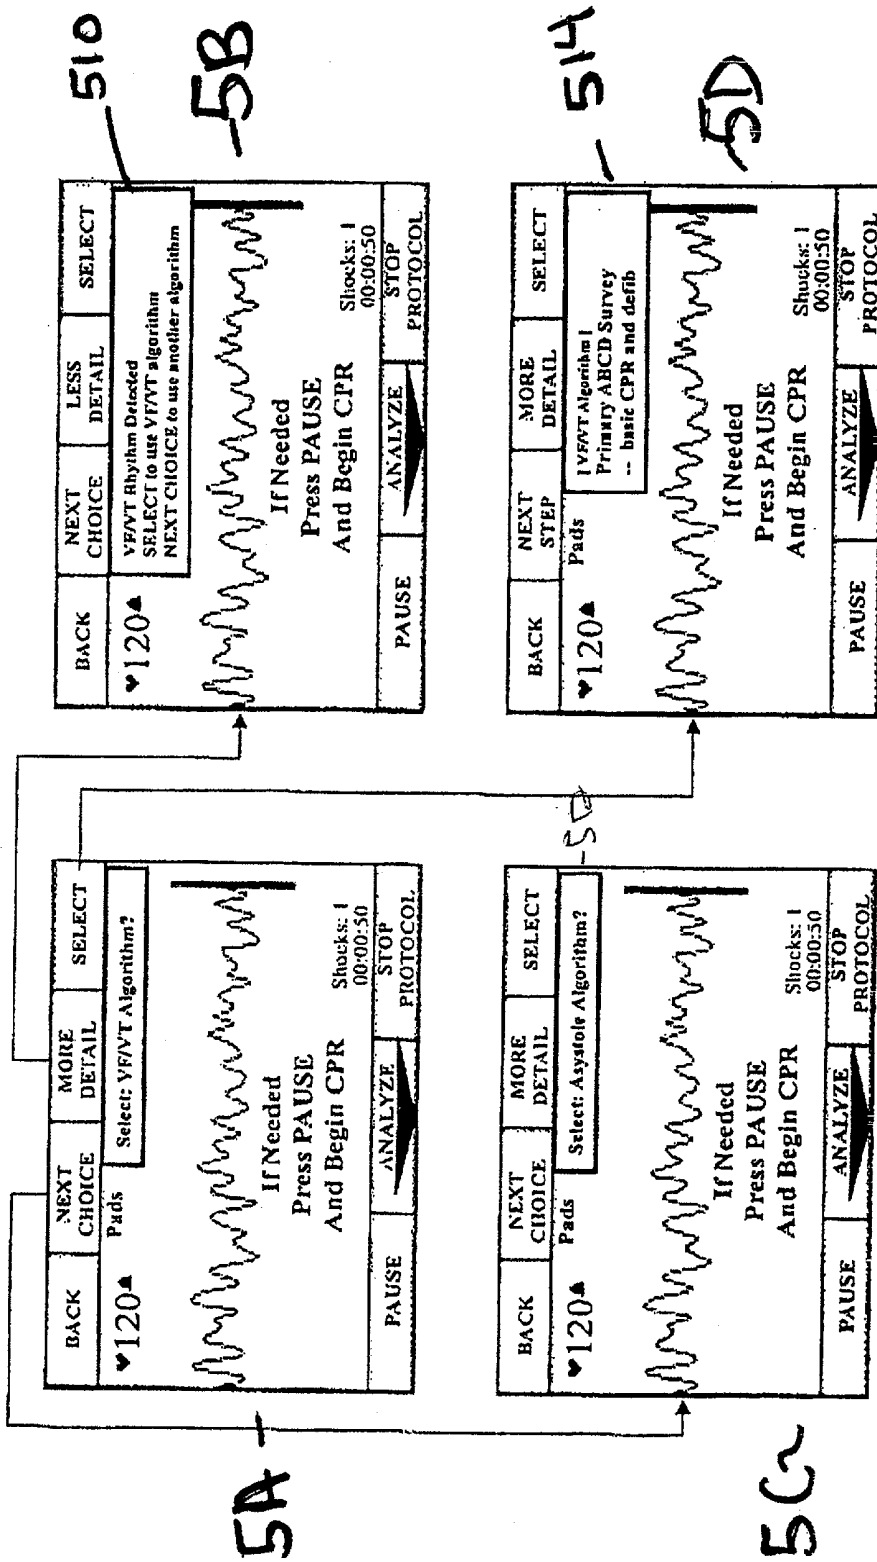 5A
BACK
NEXT
CHOICE
MORE
DETAIL
SELECT
♥120
Pads
Select: VF/VT Algorithm?
If Needed
Press PAUSE
And Begin CPR
Shocks: 1
00:00:50
PAUSE
ANALYZE
STOP
PROTOCOL
510
5B
BACK
NEXT
CHOICE
LESS
DETAIL
SELECT
♥120
VF/VT Rhythm Detected
SELECT to use VF/VT algorithm
NEXT CHOICE to use another algorithm
If Needed
Press PAUSE
And Begin CPR
Shocks: 1
00:00:50
PAUSE
ANALYZE
STOP
PROTOCOL
5C
BACK
NEXT
CHOICE
MORE
DETAIL
SELECT
♥120
Pads
Select: Asystole Algorithm?
If Needed
Press PAUSE
And Begin CPR
Shocks: 1
00:00:50
PAUSE
ANALYZE
STOP
PROTOCOL
514
5D
BACK
NEXT
STEP
MORE
DETAIL
SELECT
♥120
Pads
[VF/VT Algorithm]
Primary ABCD Survey
-- basic CPR and defib
If Needed
Press PAUSE
And Begin CPR
Shocks: 1
00:00:50
PAUSE
ANALYZE
STOP
PROTOCOL